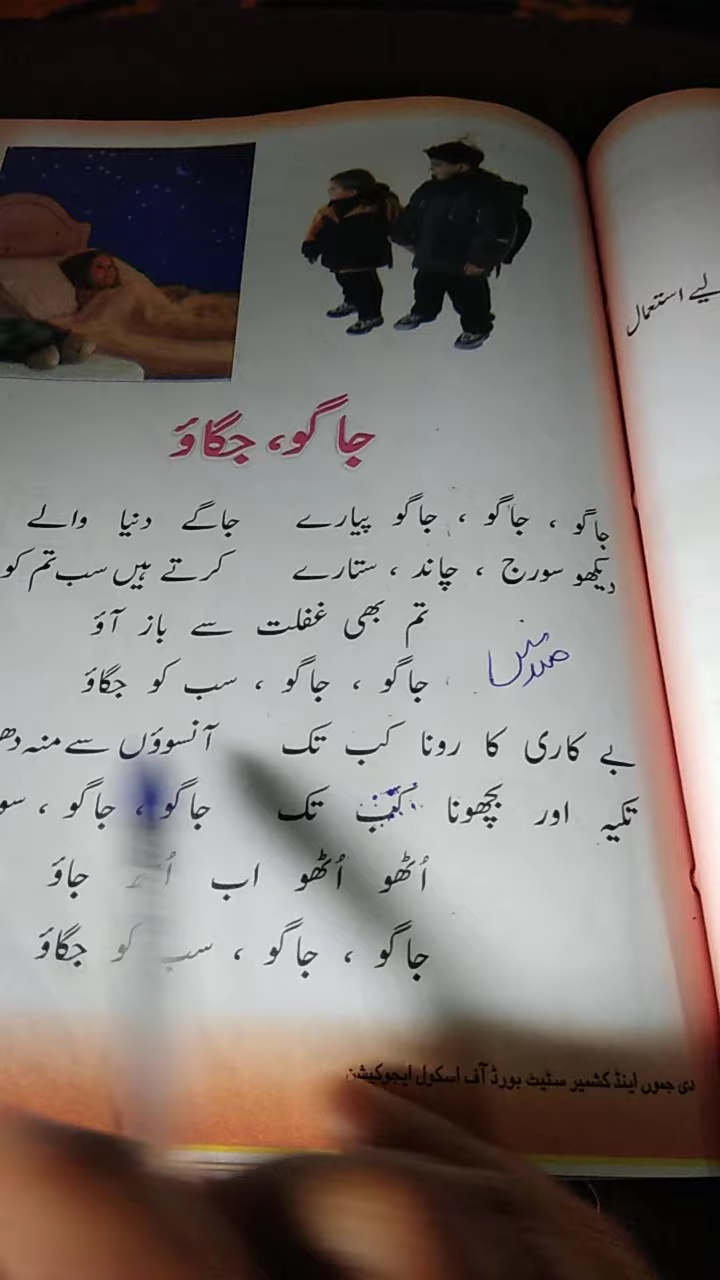 جاگو، جگاؤ
جاگو ، جاگو ، جاگو پیارے جاگے دنیا والے
دیکھو سورج ، چاند ، ستارے کرتے ہیں سب تم کو
تم بھی غفلت سے باز آؤ
جاگو ، جاگو ، سب کو جگاؤ
بے کاری کا رونا کب تک آنسوؤں سے منہ
تکیہ اور بچھونا کب تک جاگو ، جاگو ،
اُٹھو اُٹھو اب جاؤ
جاگو ، جاگو ، سب کو جگاؤ
دی جموں اینڈ کشمیر سٹیٹ بورڈ آف اسکول ایجوکیشن
لیے استعمال